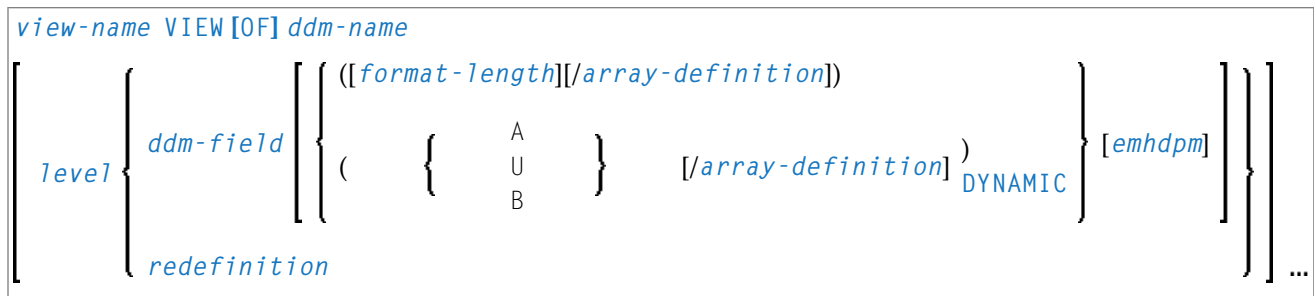 view-name VIEW [OF] ddm-name
([format-length][/array-definition])
A
ddm-field [emhdpm]
( U [/array-definition] )
level DYNAMIC
B
redefinition
...